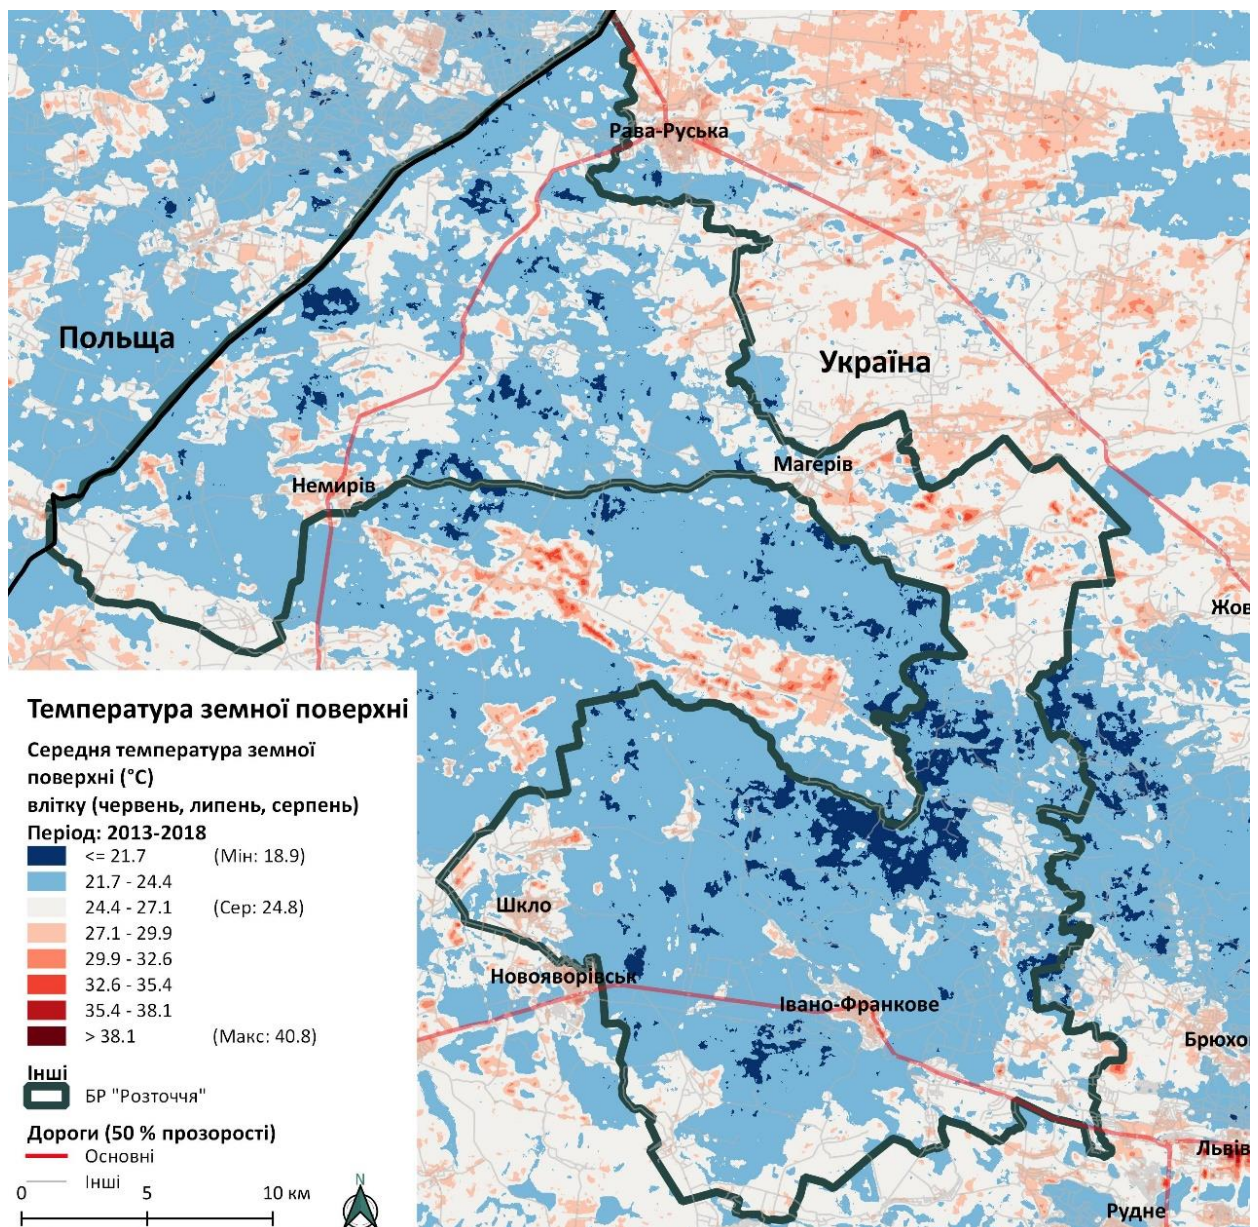 Рава-Руська
Польща
Україна
Магерів
Немирів
Жов
Температура земної поверхні
Середня температура земної
поверхні (°C)
влітку (червень, липень, серпень)
Період: 2013-2018
<= 21.7 (Мін: 18.9)
21.7 - 24.4
24.4 - 27.1 (Сер: 24.8)
27.1 - 29.9
29.9 - 32.6
32.6 - 35.4
35.4 - 38.1
> 38.1 (Макс: 40.8)
Інші
БР "Розточчя"
Дороги (50 % прозорості)
Основні
Інші
0 5 10 км
N
Шкло
Новояворівськ
Івано-Франкове
Брюхо
Львів
Рудне